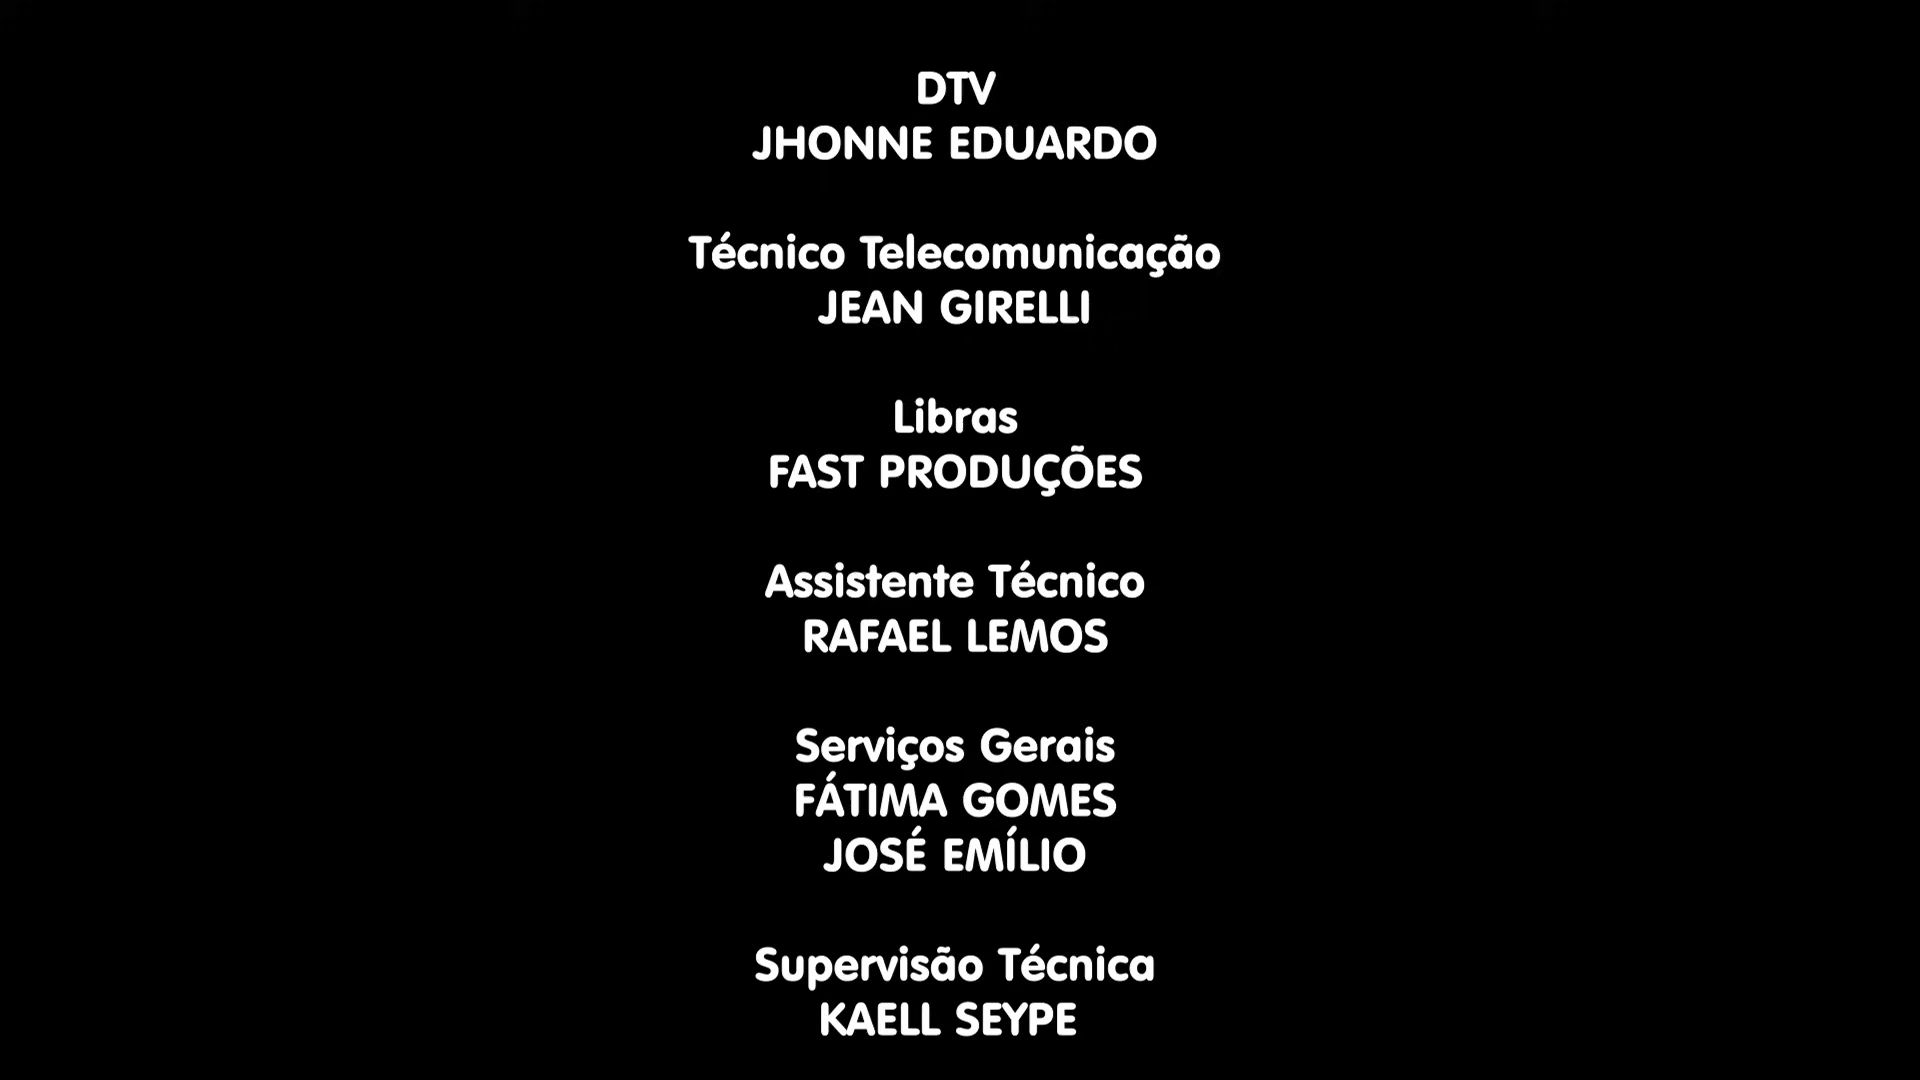 DTV
JHONNE EDUARDO
Técnico Telecomunicação
JEAN GIRELLI
Libras
FAST PRODUÇÕES
Assistente Técnico
RAFAEL LEMOS
Serviços Gerais
FÁTIMA GOMES
JOSÉ EMÍLIO
Supervisão Técnica
KAELL SEYPE